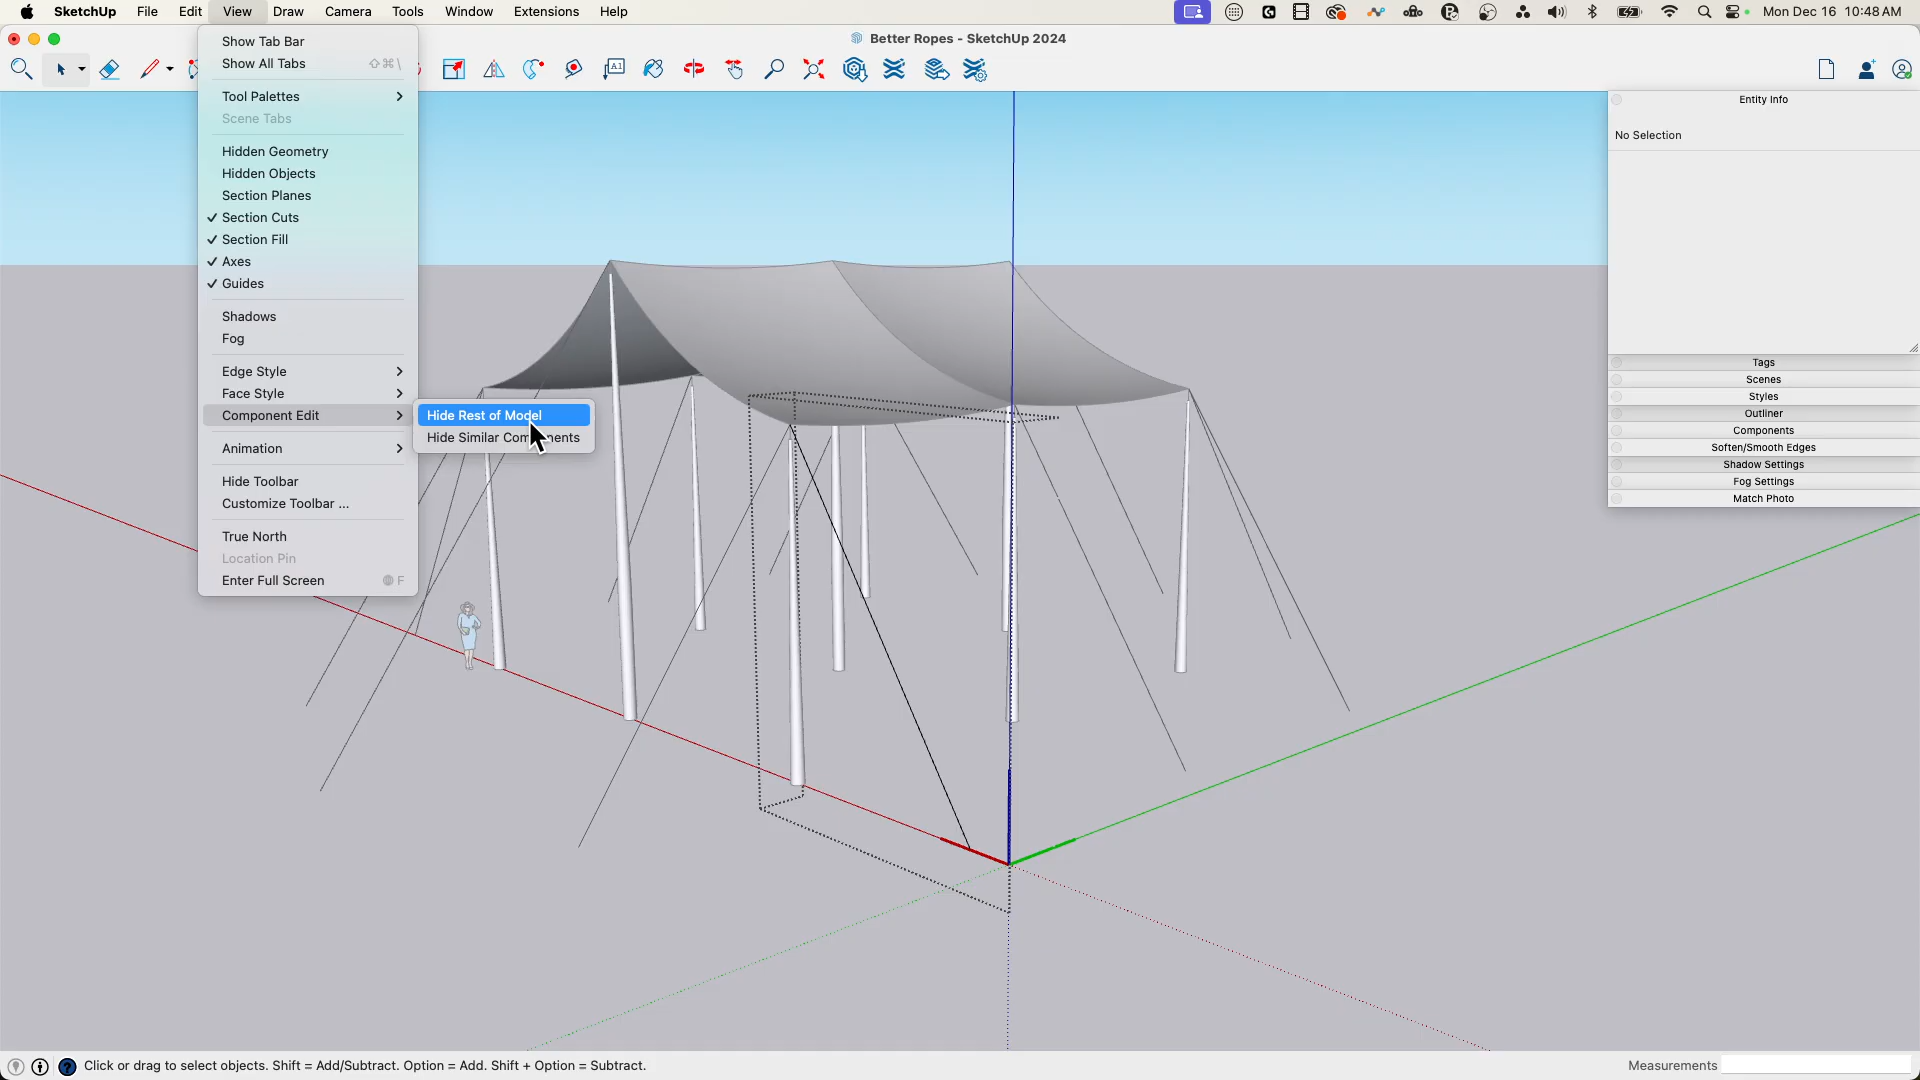 SketchUp File Edit View Draw Camera Tools Window Extensions Help
Mon Dec 16 10:48 AM
Better Ropes - SketchUp 2024
Show Tab Bar
Show All Tabs ⇧⌘\
Tool Palettes
Scene Tabs
Hidden Geometry
Hidden Objects
Section Planes
✓ Section Cuts
✓ Section Fill
✓ Axes
✓ Guides
Shadows
Fog
Edge Style
Face Style
Component Edit
Animation
Hide Toolbar
Customize Toolbar ...
True North
Location Pin
Enter Full Screen F
Hide Rest of Model
Hide Similar
A1
Entity Info
No Selection
Tags
Scenes
Styles
Outliner
Components
Soften/Smooth Edges
Shadow Settings
Fog Settings
Match Photo
Click or drag to select objects. Shift = Add/Subtract. Option = Add. Shift + Option = Subtract.
Measurements